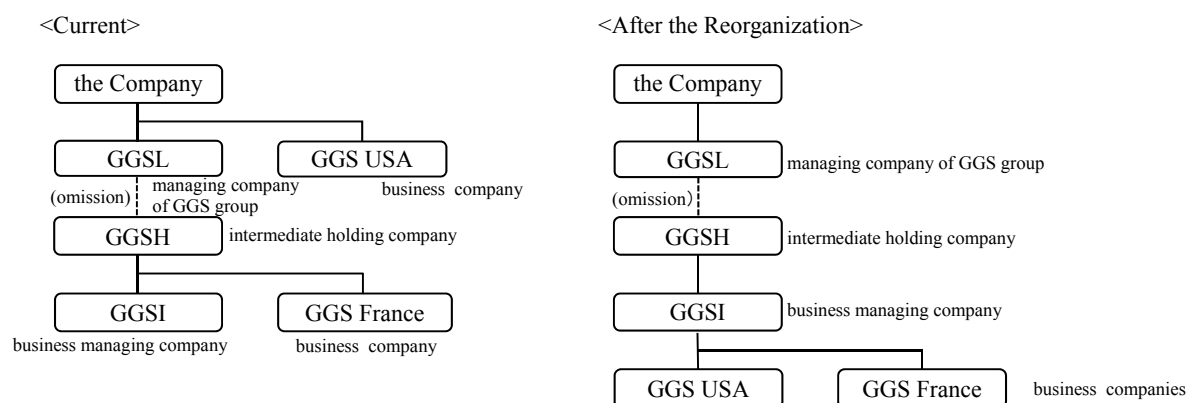 <Current>
the Company
GGSL
GGS USA
(omission)
managing company
of GGS group
business company
GGSH
intermediate holding company
GGSI
GGS France
business managing company
business company
<After the Reorganization>
the Company
GGSL
managing company of GGS group
(omission)
GGSH
intermediate holding company
GGSI
business managing company
GGS USA
GGS France
business companies